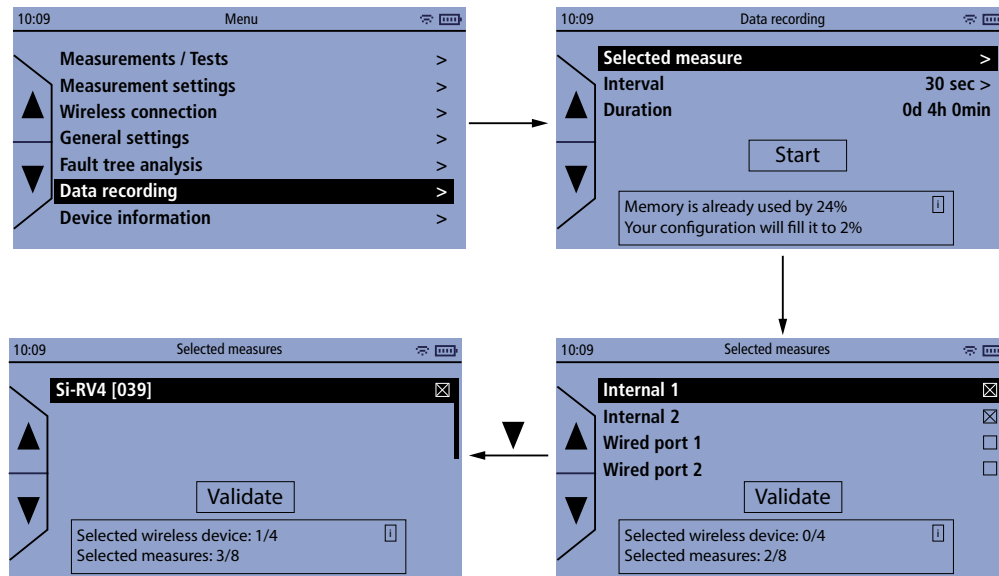 10:09 Menu
Measurements / Tests >
Measurement settings >
Wireless connection >
General settings >
Fault tree analysis >
Data recording >
Device information >
10:09 Data recording
Selected measure >
Interval 30 sec >
Duration 0d 4h 0min
Start
Memory is already used by 24% i
Your configuration will fill it to 2%
10:09 Selected measures
Si-RV4 [039]
Validate
Selected wireless device: 1/4 i
Selected measures: 3/8
10:09 Selected measures
Internal 1
Internal 2
Wired port 1
Wired port 2
Validate
Selected wireless device: 0/4 i
Selected measures: 2/8